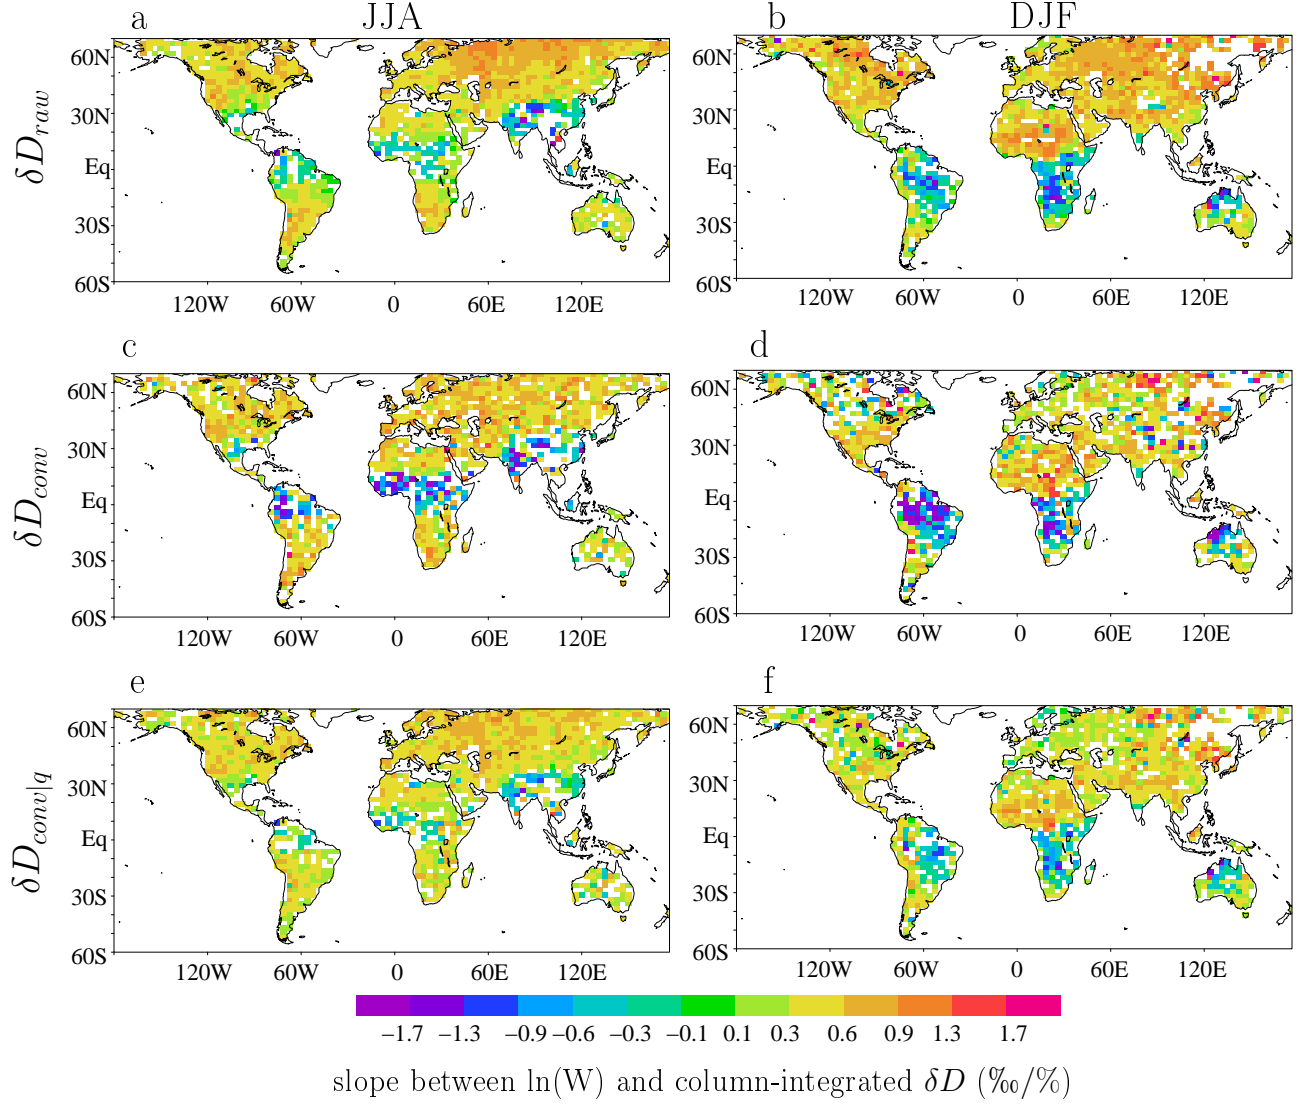 a JJA b DJF
δD_raw
60N
30N
Eq
30S
60S
120W 60W 0 60E 120E
60N
30N
Eq
30S
60S
120W 60W 0 60E 120E
c d
δD_conv
60N
30N
Eq
30S
60S
120W 60W 0 60E 120E
60N
30N
Eq
30S
60S
120W 60W 0 60E 120E
e f
δD_conv|q
60N
30N
Eq
30S
60S
120W 60W 0 60E 120E
60N
30N
Eq
30S
60S
120W 60W 0 60E 120E
−1.7 −1.3 −0.9 −0.6 −0.3 −0.1 0.1 0.3 0.6 0.9 1.3 1.7
slope between ln(W) and column-integrated δD (‰/%)